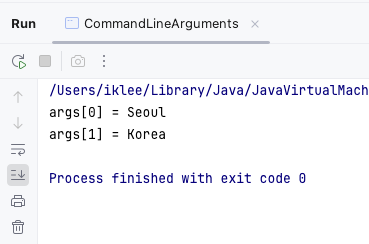 Run
CommandLineArguments
/Users/iklee/Library/Java/JavaVirtualMach
args[0] = Seoul
args[1] = Korea
Process finished with exit code 0